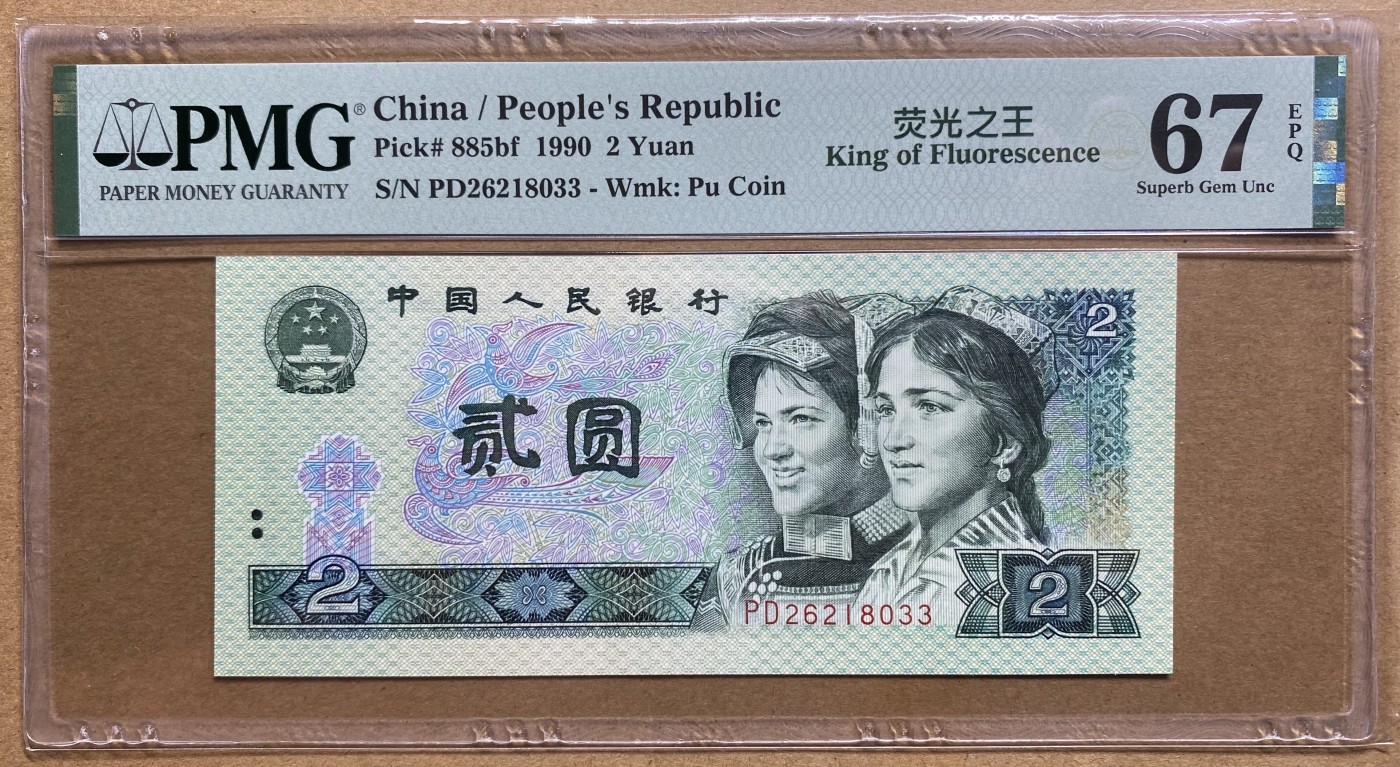 PMG®
PAPER MONEY GUARANTY
China / People's Republic
Pick# 885bf 1990 2 Yuan
S/N PD26218033 - Wmk: Pu Coin
荧光之王
King of Fluorescence
67
EPQ
Superb Gem Unc
中国人民银行
2
贰圆
2
PD26218033
2